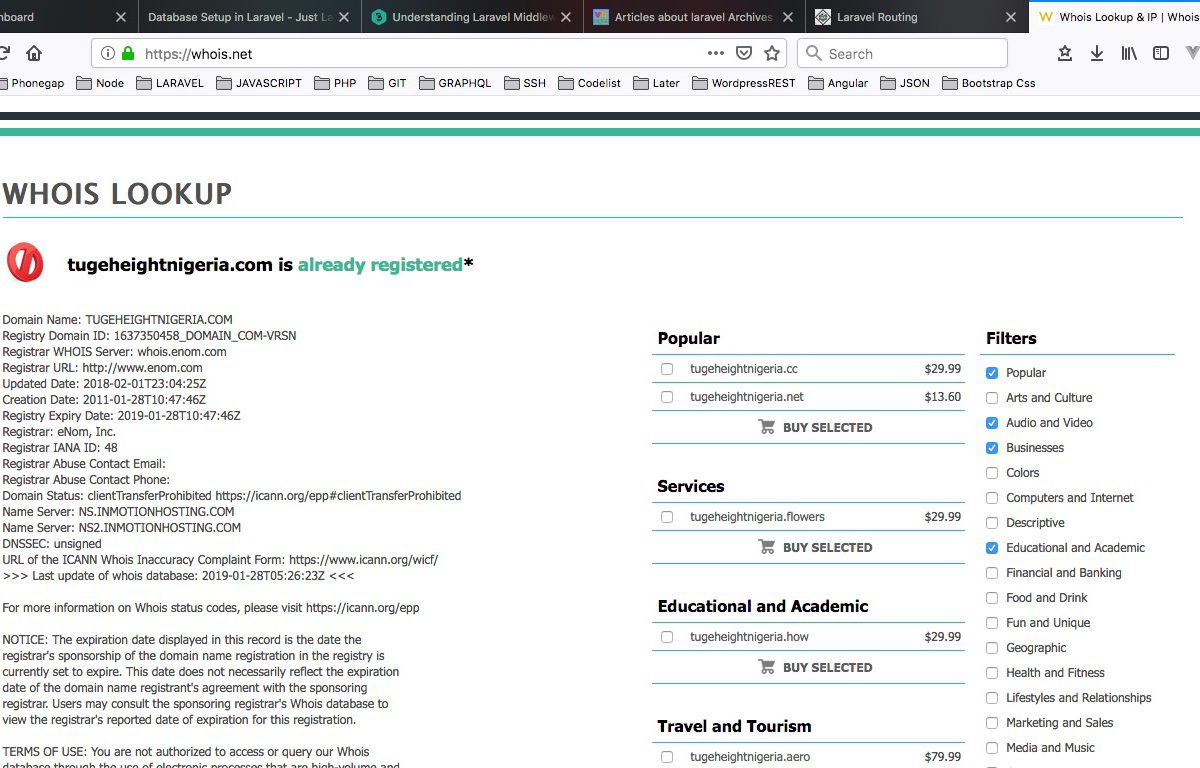 board
Database Setup in Laravel - Just La
Understanding Laravel Middlew
Articles about laravel Archives
Laravel Routing
Whois Lookup & IP | Whois
https://whois.net
Search
Phonegap Node LARAVEL JAVASCRIPT PHP GIT GRAPHQL SSH Codelist Later WordpressREST Angular JSON Bootstrap Css
WHOIS LOOKUP
tugeheightnigeria.com is already registered*
Domain Name: TUGEHEIGHTNIGERIA.COM
Registry Domain ID: 1637350458_DOMAIN_COM-VRSN
Registrar WHOIS Server: whois.enom.com
Registrar URL: http://www.enom.com
Updated Date: 2018-02-01T23:04:25Z
Creation Date: 2011-01-28T10:47:46Z
Registry Expiry Date: 2019-01-28T10:47:46Z
Registrar: eNom, Inc.
Registrar IANA ID: 48
Registrar Abuse Contact Email:
Registrar Abuse Contact Phone:
Domain Status: clientTransferProhibited https://icann.org/epp#clientTransferProhibited
Name Server: NS.INMOTIONHOSTING.COM
Name Server: NS2.INMOTIONHOSTING.COM
DNSSEC: unsigned
URL of the ICANN Whois Inaccuracy Complaint Form: https://www.icann.org/wicf/
>>> Last update of whois database: 2019-01-28T05:26:23Z <<<
For more information on Whois status codes, please visit https://icann.org/epp
NOTICE: The expiration date displayed in this record is the date the
registrar's sponsorship of the domain name registration in the registry is
currently set to expire. This date does not necessarily reflect the expiration
date of the domain name registrant's agreement with the sponsoring
registrar. Users may consult the sponsoring registrar's Whois database to
view the registrar's reported date of expiration for this registration.
TERMS OF USE: You are not authorized to access or query our Whois
database through the use of electronic processes that are high-volume and
Popular
tugeheightnigeria.cc $29.99
tugeheightnigeria.net $13.60
BUY SELECTED
Services
tugeheightnigeria.flowers $29.99
BUY SELECTED
Educational and Academic
tugeheightnigeria.how $29.99
BUY SELECTED
Travel and Tourism
tugeheightnigeria.aero $79.99
Filters
Popular
Arts and Culture
Audio and Video
Businesses
Colors
Computers and Internet
Descriptive
Educational and Academic
Financial and Banking
Food and Drink
Fun and Unique
Geographic
Health and Fitness
Lifestyles and Relationships
Marketing and Sales
Media and Music